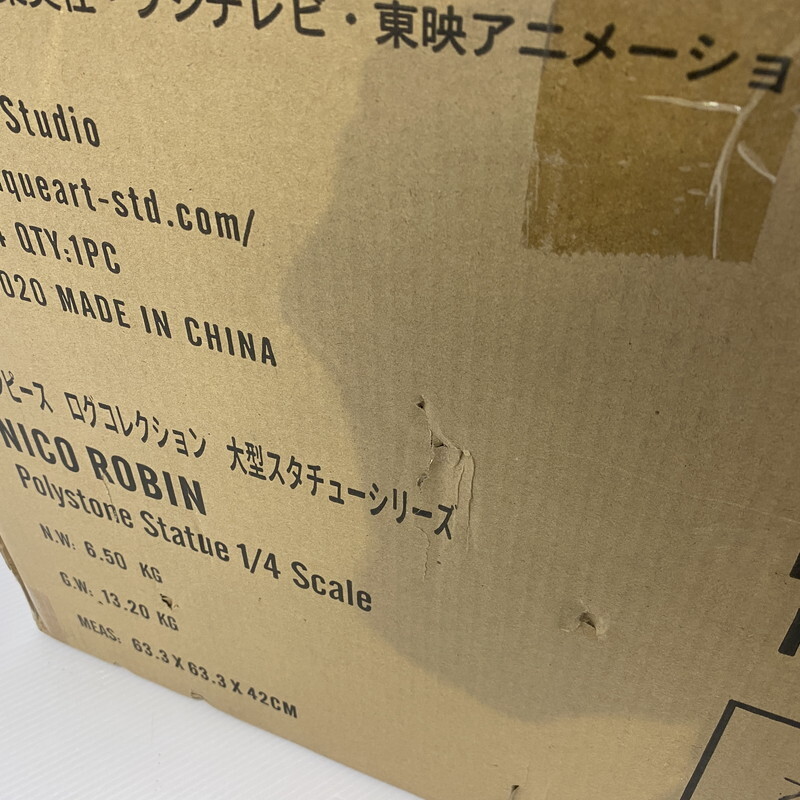 フジテレビ・東映アニメーショ
Studio
queart-std.com/
QTY:1PC
020 MADE IN CHINA
ピース ログコレクション 大型スタチューシリーズ
NICO ROBIN
Polystone Statue 1/4 Scale
N.W: 6.50 KG
G.W: 13.20 KG
MEAS: 63.3 X 63.3 X 42CM